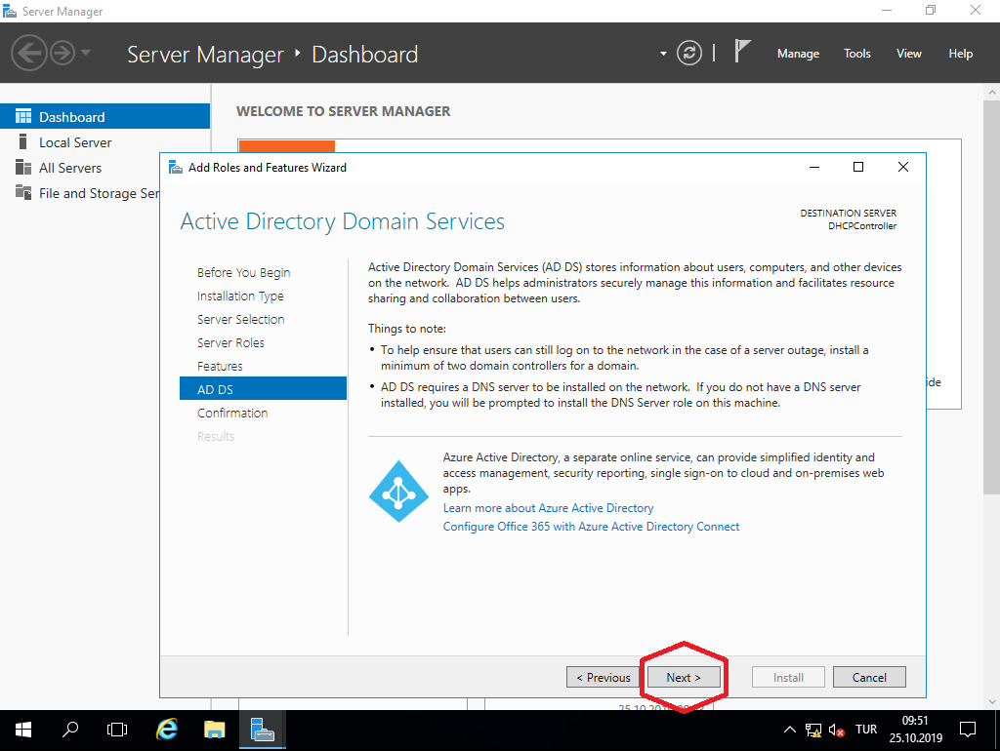 Server Manager
Server Manager • Dashboard
Manage
Tools
View
Help
Dashboard
Local Server
All Servers
File and Storage Ser
WELCOME TO SERVER MANAGER
Add Roles and Features Wizard
Active Directory Domain Services
DESTINATION SERVER
DHCPController
Before You Begin
Installation Type
Server Selection
Server Roles
Features
AD DS
Confirmation
Results
Active Directory Domain Services (AD DS) stores information about users, computers, and other devices
on the network. AD DS helps administrators securely manage this information and facilitates resource
sharing and collaboration between users.
Things to note:
• To help ensure that users can still log on to the network in the case of a server outage, install a
minimum of two domain controllers for a domain.
• AD DS requires a DNS server to be installed on the network. If you do not have a DNS server
installed, you will be prompted to install the DNS Server role on this machine.
Azure Active Directory, a separate online service, can provide simplified identity and
access management, security reporting, single sign-on to cloud and on-premises web
apps.
Learn more about Azure Active Directory
Configure Office 365 with Azure Active Directory Connect
ide
< Previous
Next >
Install
Cancel
TUR
09:51
25.10.2019